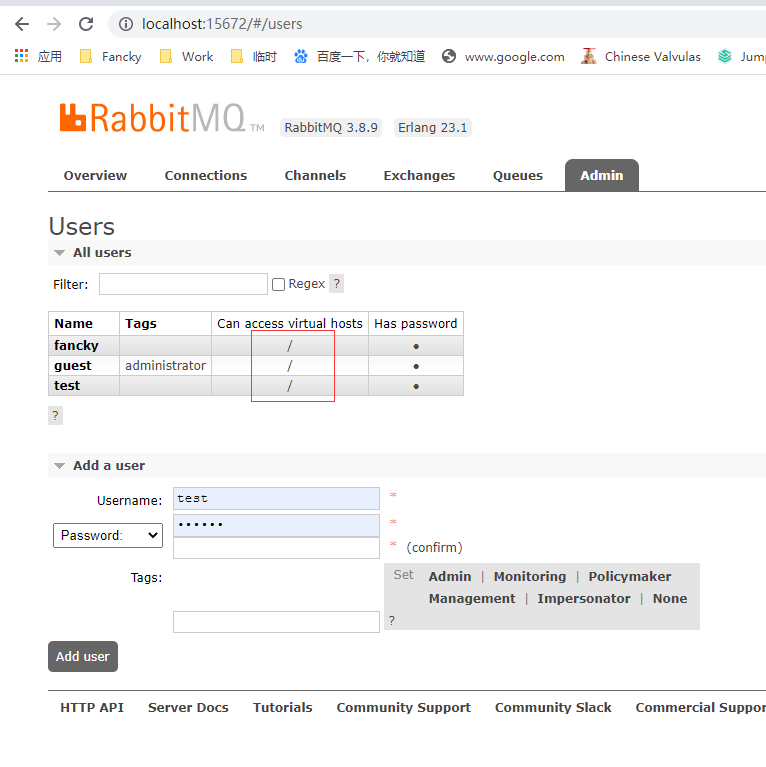 localhost:15672/#/users
应用 Fancky Work 临时 百度一下，你就知道 www.google.com Chinese Valvulas Jump
RabbitMQ TM RabbitMQ 3.8.9 Erlang 23.1
Overview Connections Channels Exchanges Queues Admin
Users
All users
Filter: Regex ?
Name Tags Can access virtual hosts Has password
fancky / ●
guest administrator / ●
test / ●
?
Add a user
Username: test *
Password: •••••• *
* (confirm)
Tags: Set Admin | Monitoring | Policymaker
Management | Impersonator | None
?
Add user
HTTP API Server Docs Tutorials Community Support Community Slack Commercial Suppor